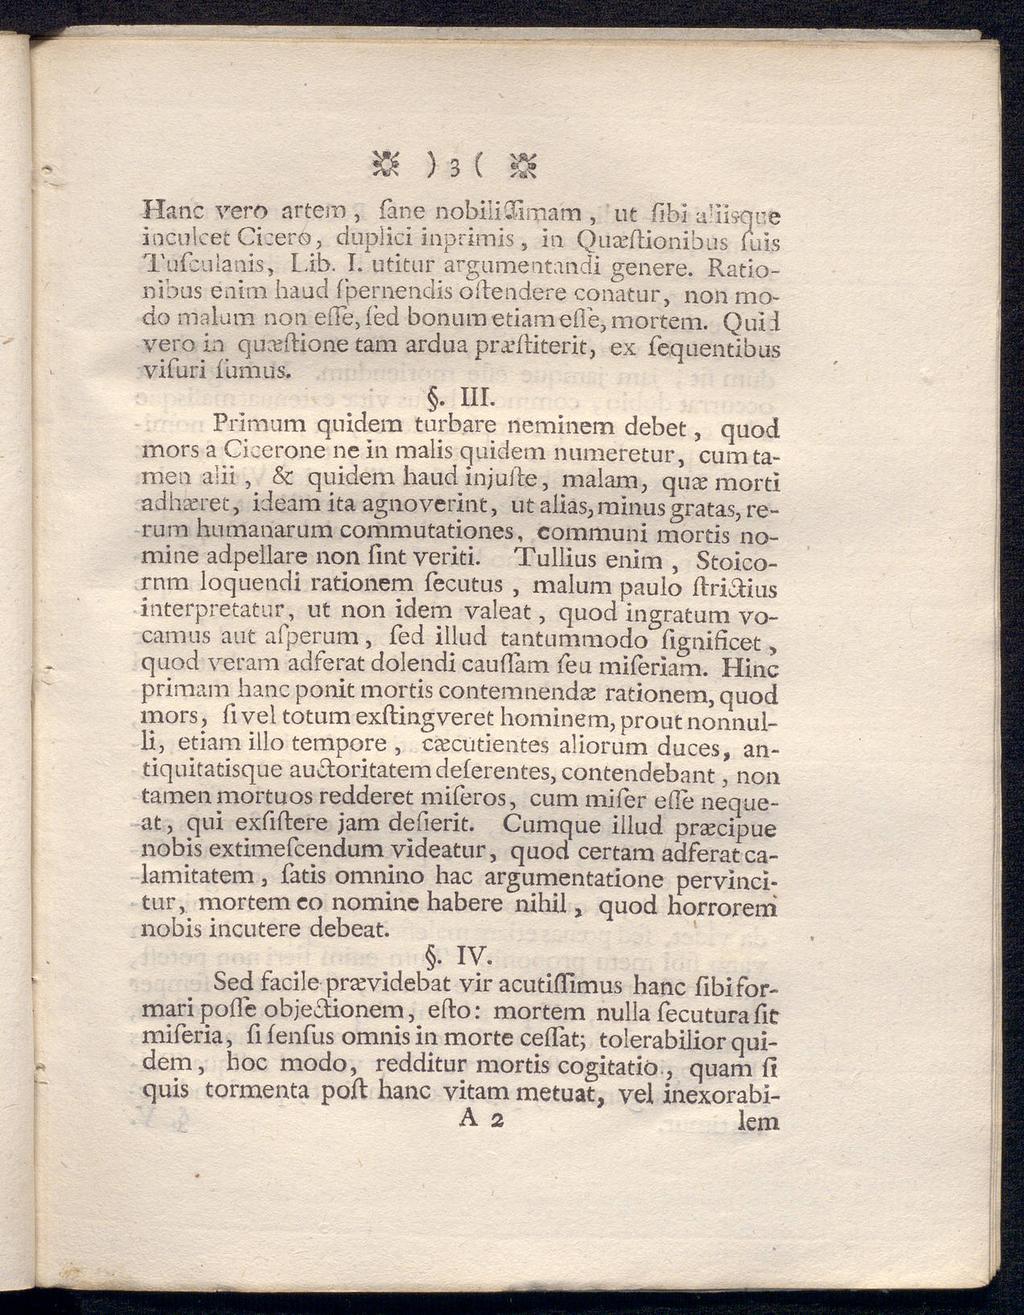 ※ ) 3 ( ※
Hanc vero artem, ſane nobiliſſimam, ut ſibi aliisque
inculcet Cicero, duplici inprimis, in Quæſtionibus ſuis
Tuſculanis, Lib. I. utitur argumentandi genere. Ratio-
nibus enim haud ſpernendis oſtendere conatur, non mo-
do malum non eſſe, ſed bonum etiam eſſe, mortem. Quid
vero in quæſtione tam ardua præſtiterit, ex ſequentibus
viſuri ſumus.
§. III.
Primum quidem turbare neminem debet, quod
mors a Cicerone ne in malis quidem numeretur, cum ta-
men alii, & quidem haud injuſte, malam, quæ morti
adhæret, ideam ita agnoverint, ut alias, minus gratas, re-
rum humanarum commutationes, communi mortis no-
mine adpellare non ſint veriti. Tullius enim, Stoico-
rnm loquendi rationem ſecutus, malum paulo ſtrictius
interpretatur, ut non idem valeat, quod ingratum vo-
camus aut aſperum, ſed illud tantummodo ſignificet,
quod veram adferat dolendi cauſſam ſeu miſeriam. Hinc
primam hanc ponit mortis contemnendæ rationem, quod
mors, ſi vel totum exſtingveret hominem, prout nonnul-
li, etiam illo tempore, cæcutientes aliorum duces, an-
tiquitatisque auctoritatem deſerentes, contendebant, non
tamen mortuos redderet miſeros, cum miſer eſſe neque-
at, qui exſiſtere jam deſierit. Cumque illud præcipue
nobis extimeſcendum videatur, quod certam adferat ca-
lamitatem, ſatis omnino hac argumentatione pervinci-
tur, mortem eo nomine habere nihil, quod horrorem
nobis incutere debeat.
§. IV.
Sed facile prævidebat vir acutiſſimus hanc ſibi for-
mari poſſe objectionem, eſto: mortem nulla ſecutura ſit
miſeria, ſi ſenſus omnis in morte ceſſat; tolerabilior qui-
dem, hoc modo, redditur mortis cogitatio, quam ſi
quis tormenta poſt hanc vitam metuat, vel inexorabi-
A 2 lem